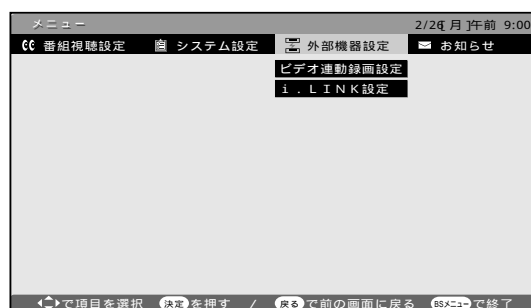 メニュー 2/26[月]午前 9:00
番組視聴設定 システム設定 外部機器設定 お知らせ
ビデオ連動録画設定
i.LINK設定
で項目を選択 決定を押す / 戻るで前の画面に戻る BSメニューで終了